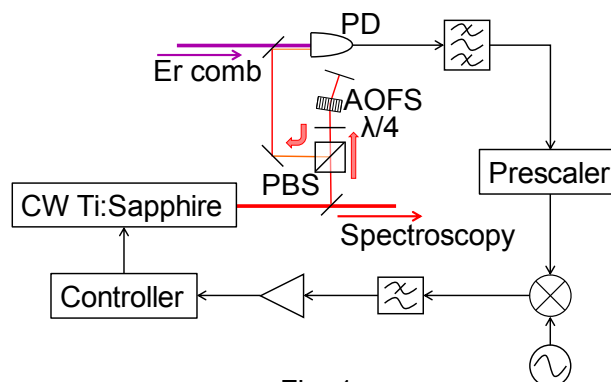 PD
Er comb
AOFS
λ/4
PBS
Prescaler
CW Ti:Sapphire
Spectroscopy
Controller